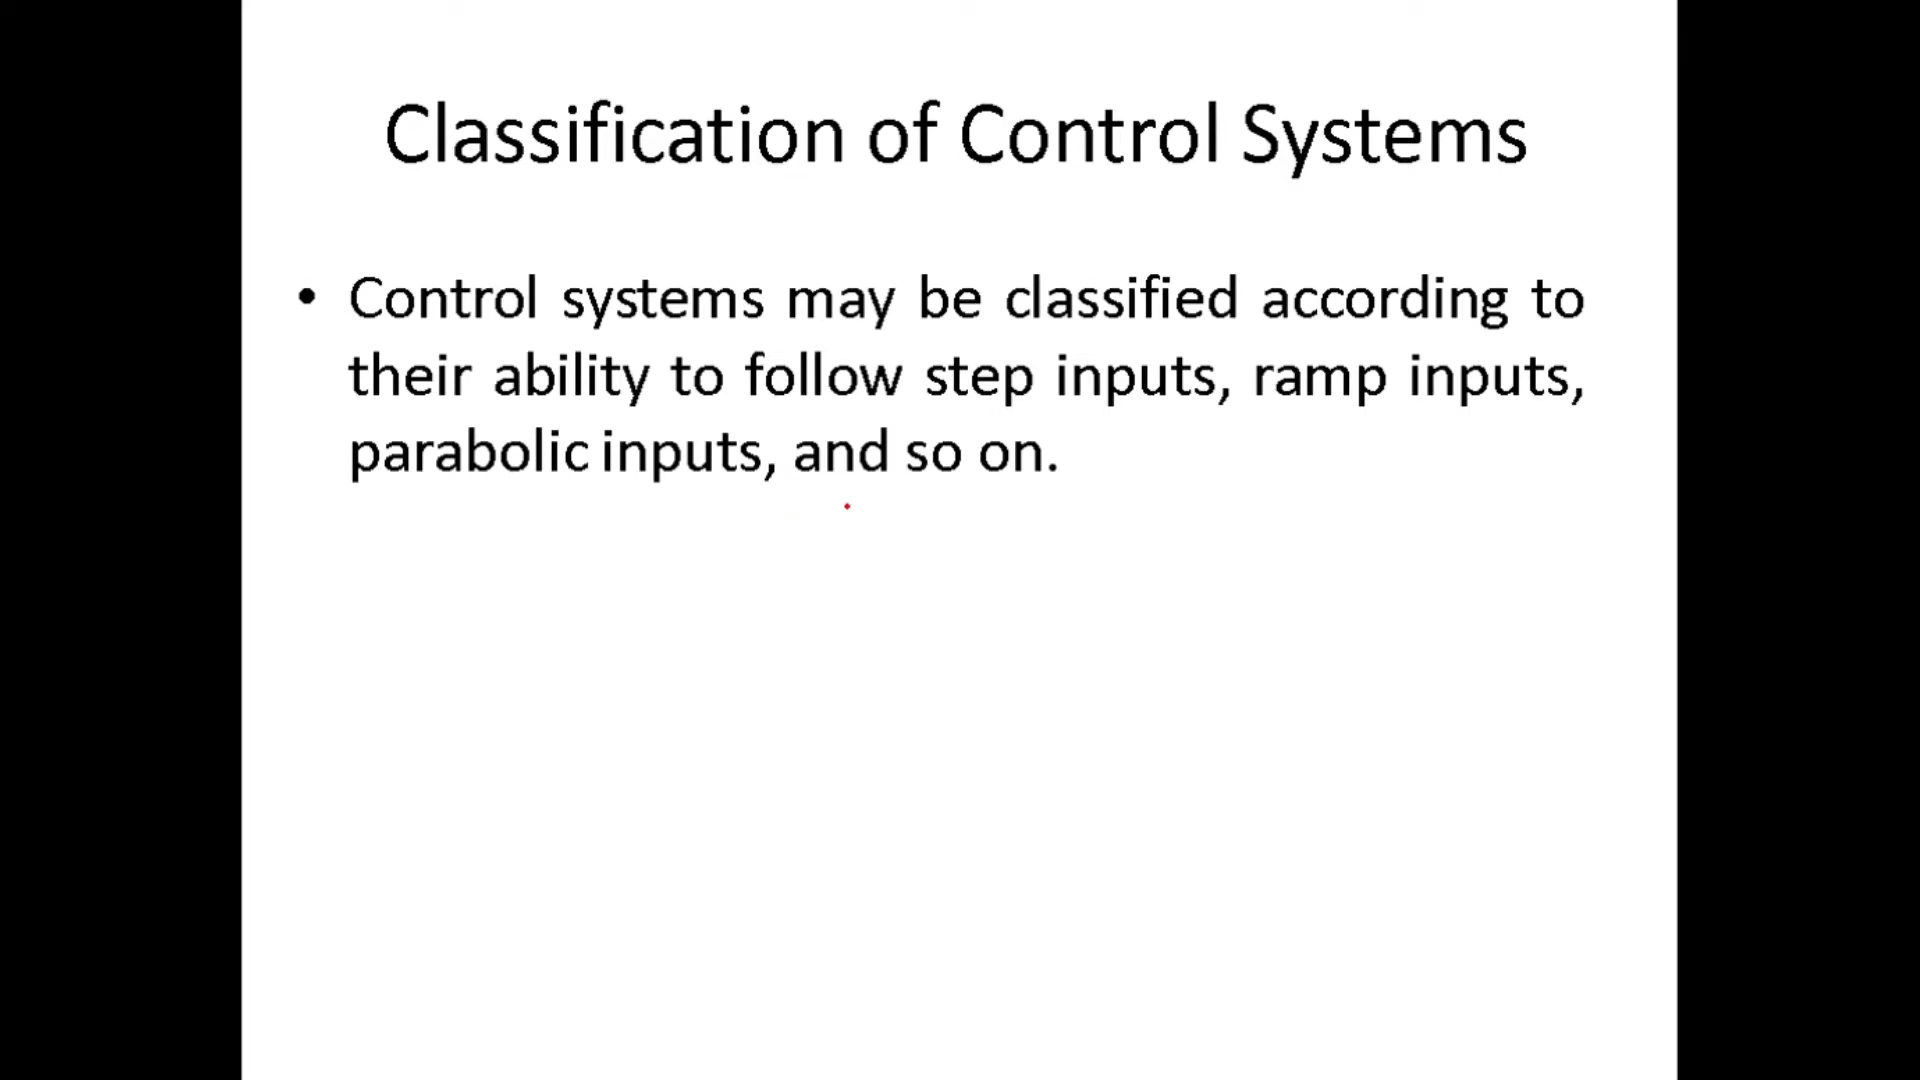 Classification of Control Systems
• Control systems may be classified according to
their ability to follow step inputs, ramp inputs,
parabolic inputs, and so on.